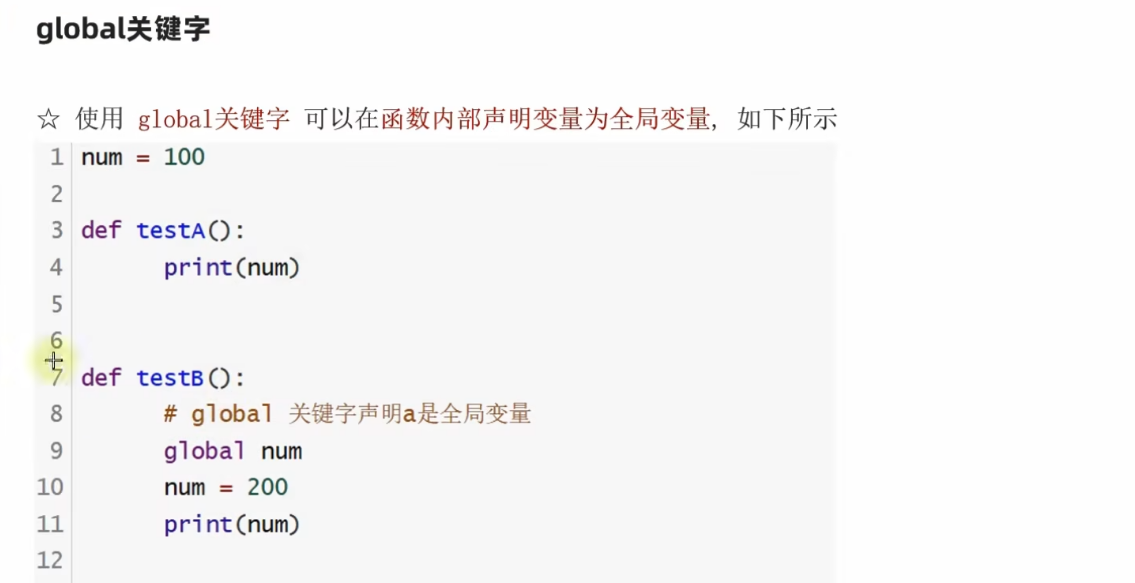 global关键字
☆ 使用 global关键字 可以在函数内部声明变量为全局变量, 如下所示
1 num = 100
2
3 def testA():
4 print(num)
5
6
7 def testB():
8 # global 关键字声明a是全局变量
9 global num
10 num = 200
11 print(num)
12